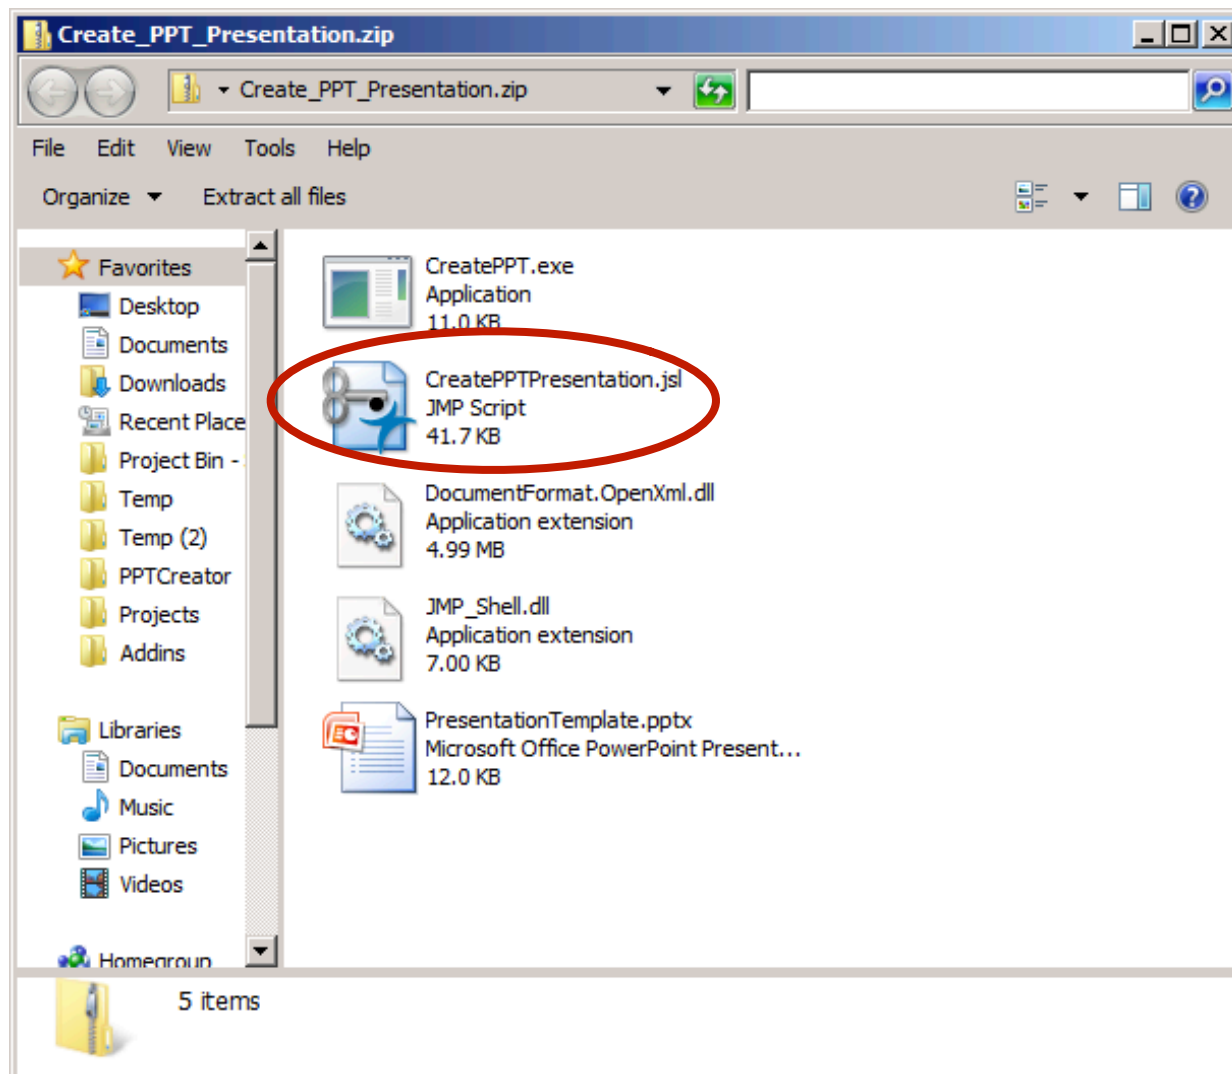 Create_PPT_Presentation.zip
Create_PPT_Presentation.zip
File Edit View Tools Help
Organize Extract all files
Favorites
Desktop
Documents
Downloads
Recent Place
Project Bin -
Temp
Temp (2)
PPTCreator
Projects
Addins
Libraries
Documents
Music
Pictures
Videos
Homegroup
CreatePPT.exe
Application
11.0 KB
CreatePPTPresentation.jsl
JMP Script
41.7 KB
DocumentFormat.OpenXml.dll
Application extension
4.99 MB
JMP_Shell.dll
Application extension
7.00 KB
PresentationTemplate.pptx
Microsoft Office PowerPoint Present...
12.0 KB
5 items